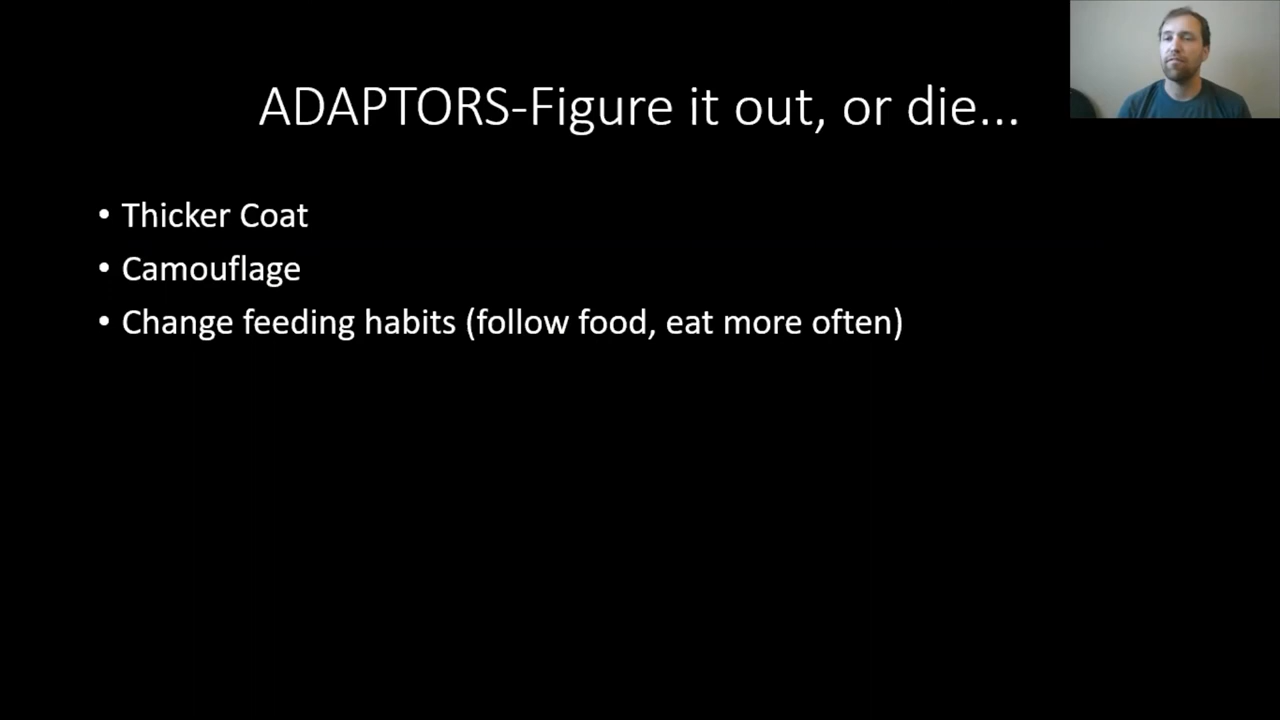 ADAPTORS-Figure it out, or die...
• Thicker Coat
• Camouflage
• Change feeding habits (follow food, eat more often)